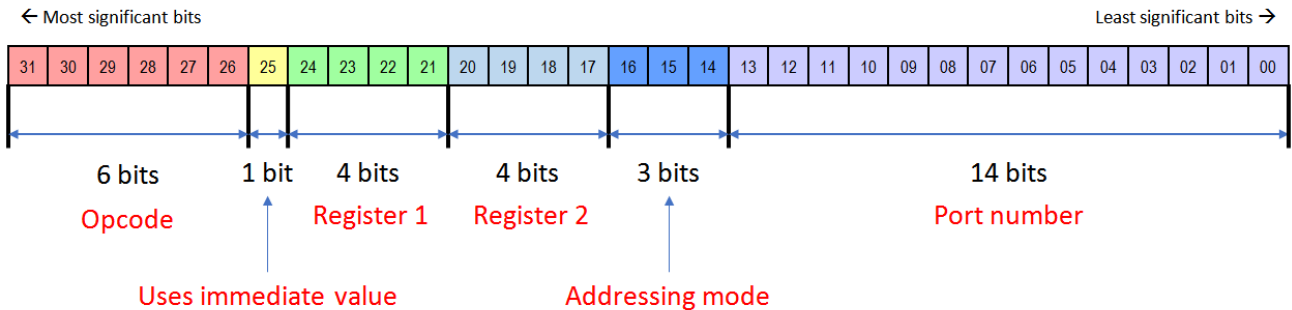 ← Most significant bits Least significant bits →
31 30 29 28 27 26 25 24 23 22 21 20 19 18 17 16 15 14 13 12 11 10 09 08 07 06 05 04 03 02 01 00
6 bits 1 bit 4 bits 4 bits 3 bits 14 bits
Opcode Register 1 Register 2 Port number
Uses immediate value Addressing mode